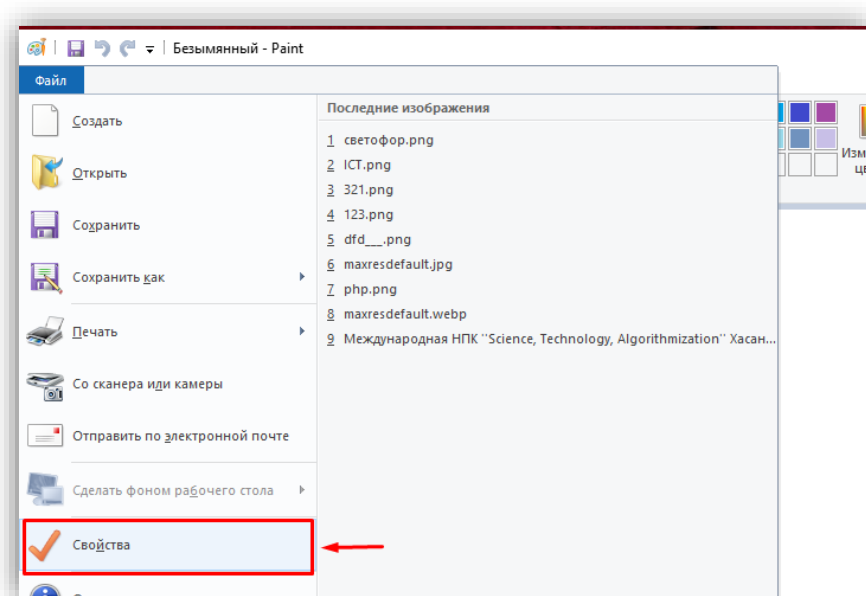 Безымянный - Paint
Файл
Создать
Открыть
Сохранить
Сохранить как
Печать
Со сканера или камеры
Отправить по электронной почте
Сделать фоном рабочего стола
Свойства
Последние изображения
1 светофор.png
2 ICT.png
3 321.png
4 123.png
5 dfd___.png
6 maxresdefault.jpg
7 php.png
8 maxresdefault.webp
9 Международная НПК ''Science, Technology, Algorithmization'' Хасан...